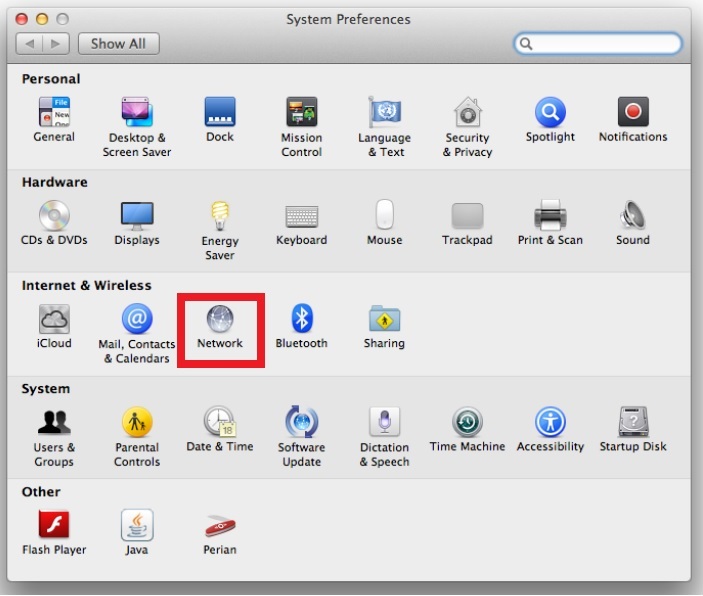 System Preferences
Show All
Personal
File
New
General
Desktop &
Screen Saver
Dock
Mission
Control
Language
& Text
Security
& Privacy
Spotlight
Notifications
Hardware
CDs & DVDs
Displays
Energy
Saver
Keyboard
Mouse
Trackpad
Print & Scan
Sound
Internet & Wireless
iCloud
Mail, Contacts
& Calendars
Network
Bluetooth
Sharing
System
Users &
Groups
Parental
Controls
18
Date & Time
Software
Update
Dictation
& Speech
Time Machine
Accessibility
?
Startup Disk
Other
Flash Player
Java
Perian